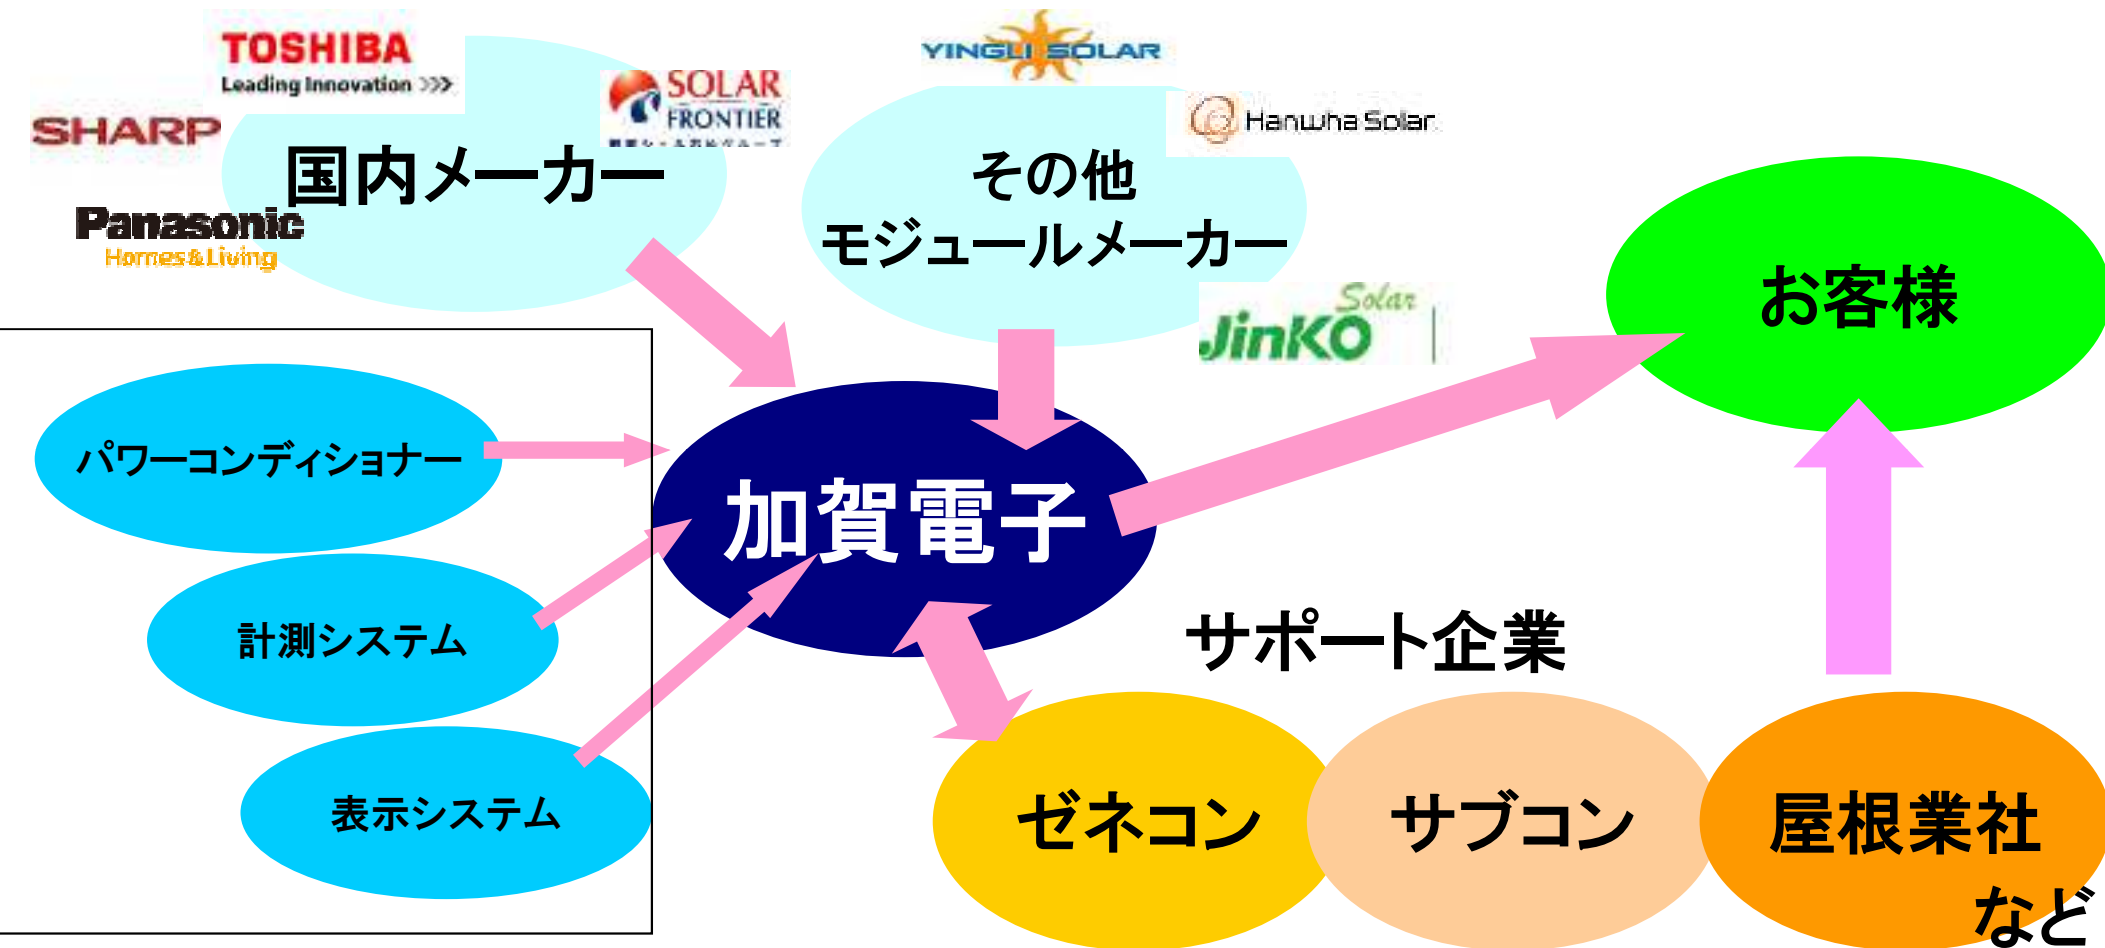 TOSHIBA
Leading Innovation >>>
SHARP
SOLAR
FRONTIER
Panasonic
Homes & Living
国内メーカー
YINGLI SOLAR
Hanwha Solar
その他
モジュールメーカー
Solar
JinKO
お客様
パワーコンディショナー
計測システム
表示システム
加賀電子
サポート企業
ゼネコン
サブコン
屋根業社
など